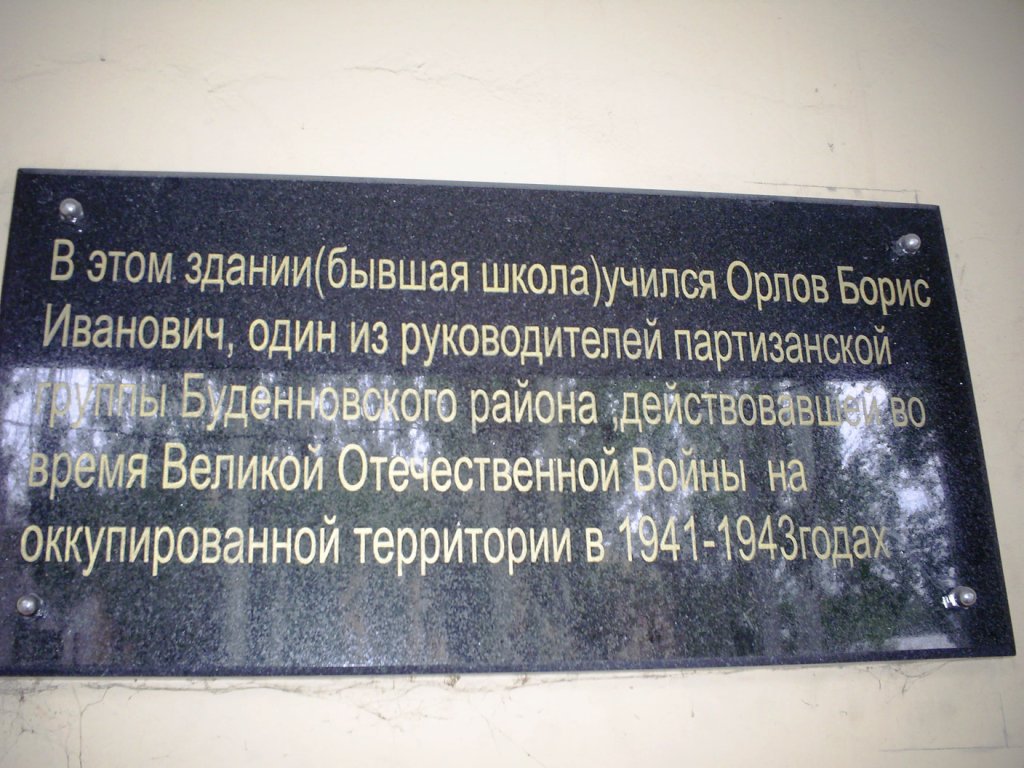 В этом здании(бывшая школа)учился Орлов Борис
Иванович, один из руководителей партизанской
группы Буденновского района ,действовавшей во
время Великой Отечественной Войны на
оккупированной территории в 1941-1943годах